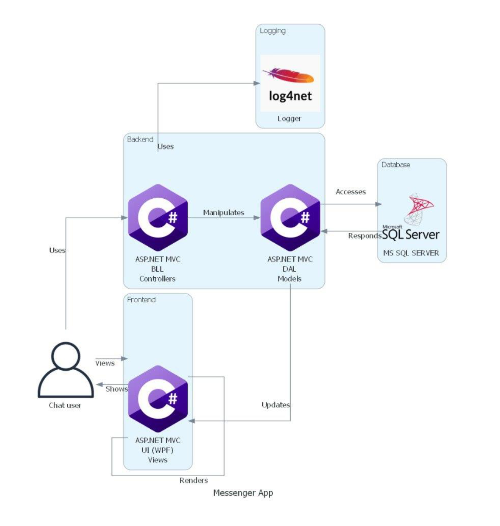 Logging
log4net
Logger
Backend
Uses
Database
Accesses
Manipulates
Microsoft
SQL Server
Responds
MS SQL SERVER
ASP.NET MVC
BLL
Controllers
ASP.NET MVC
DAL
Models
Uses
Frontend
Views
Shows
Chat user
Updates
ASP.NET MVC
UI (WPF)
Views
Renders
Messenger App